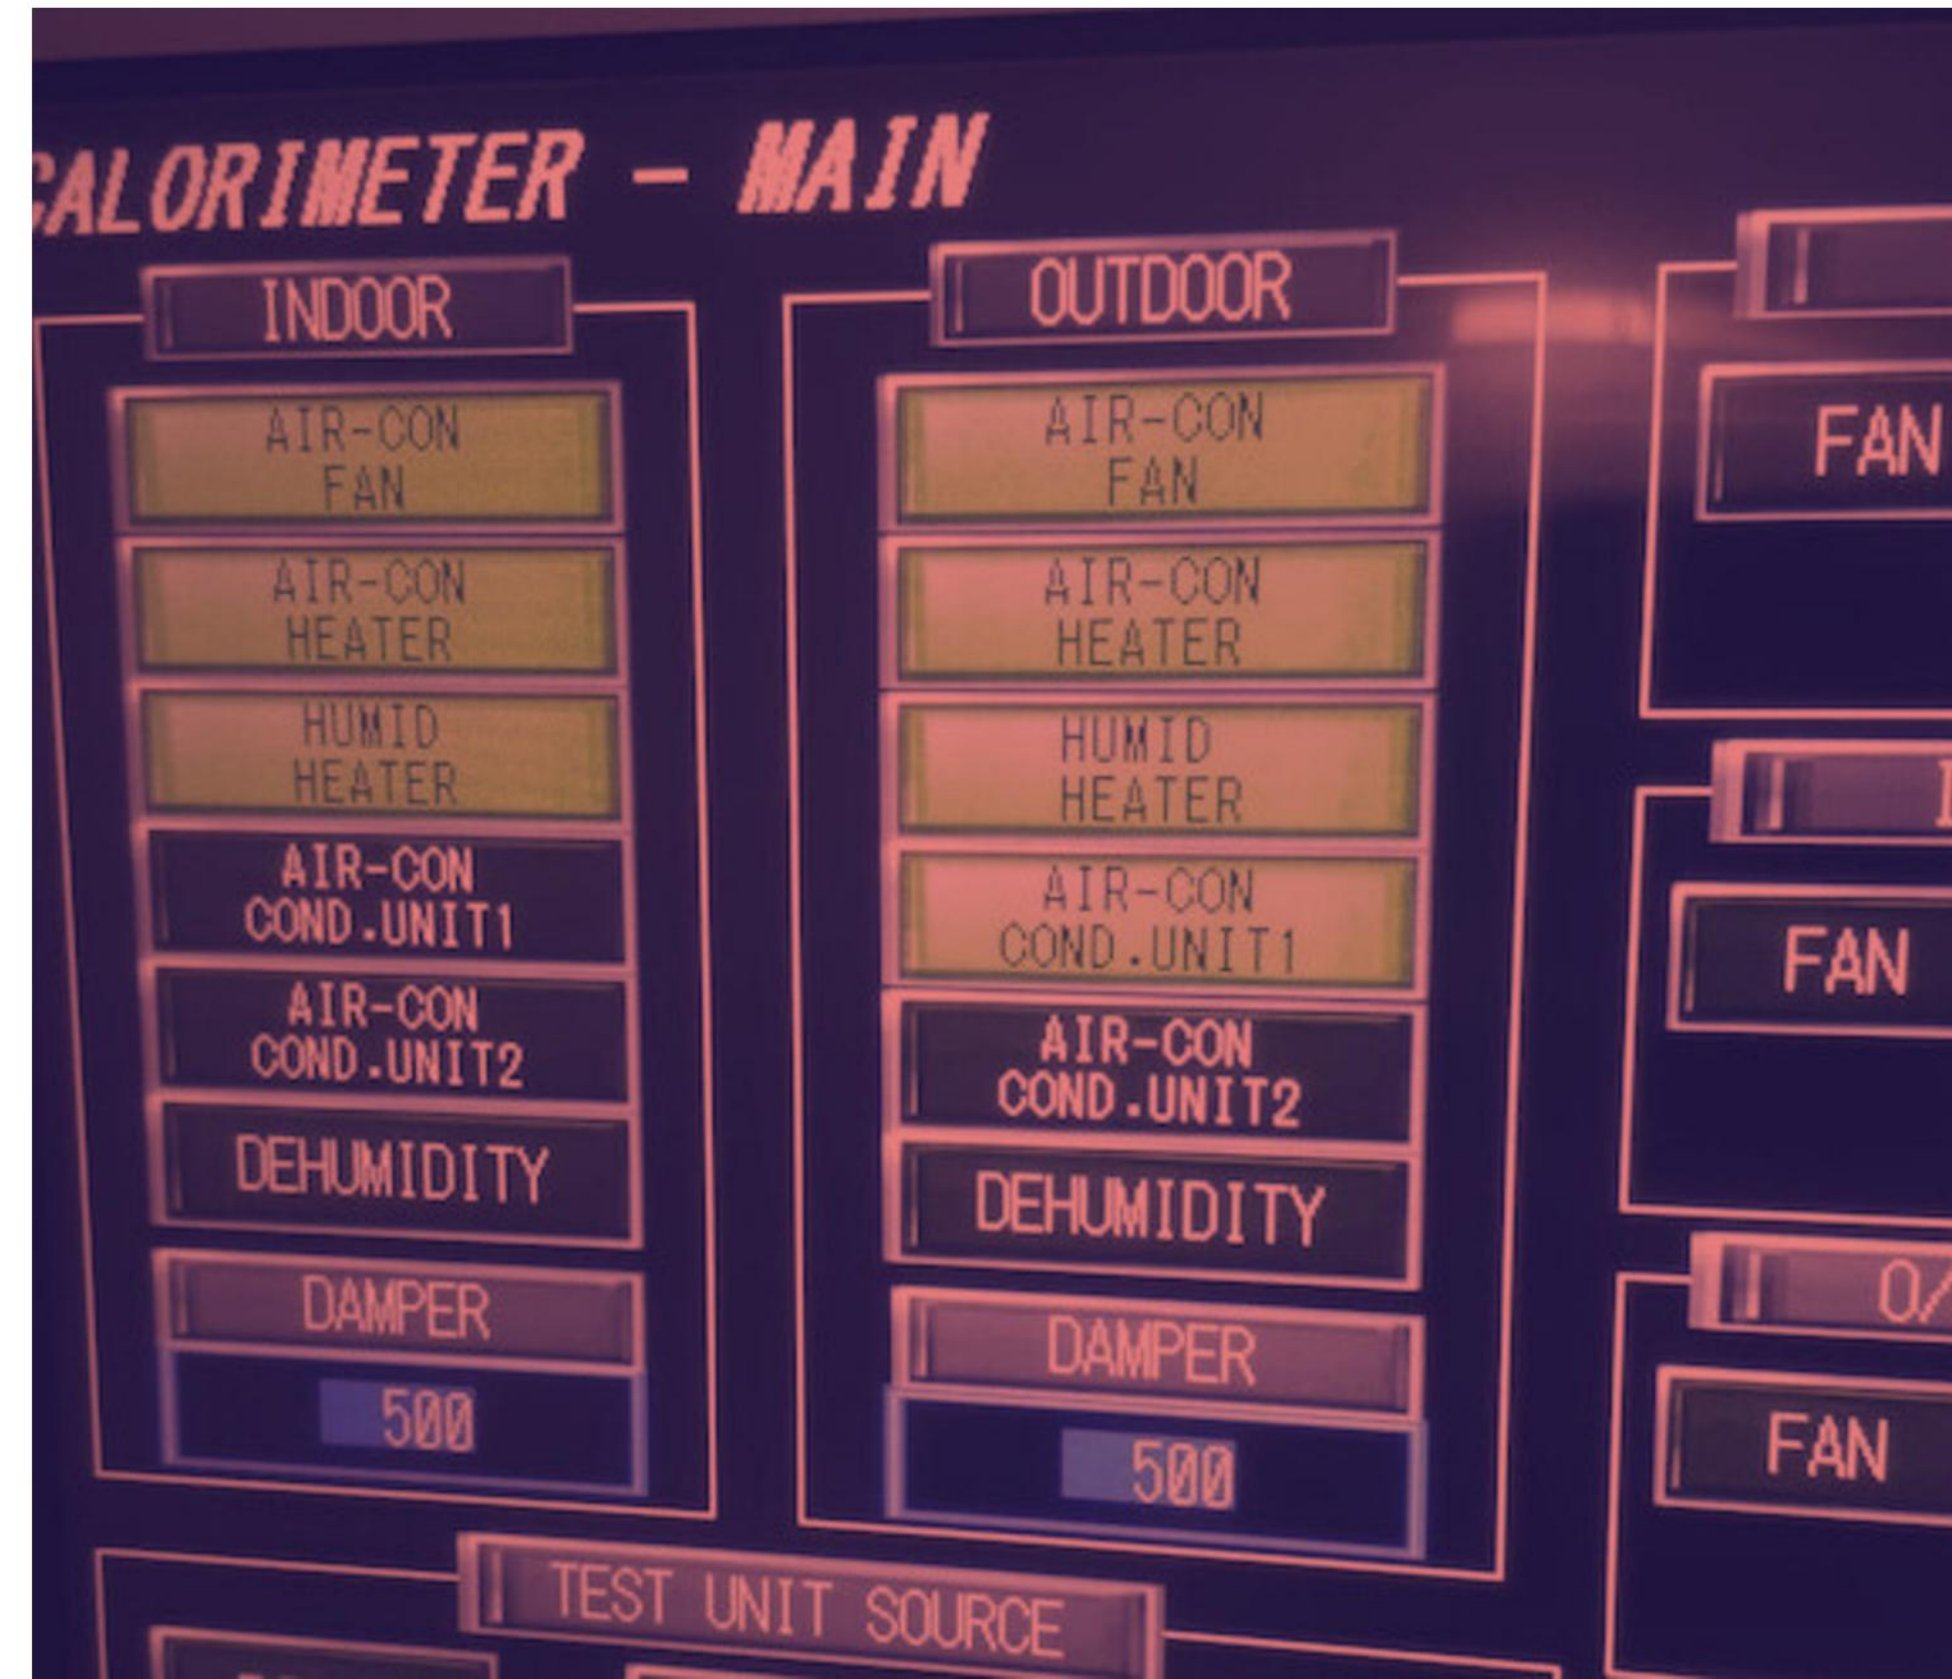 CALORIMETER - MAIN
INDOOR
AIR-CON
FAN
AIR-CON
HEATER
HUMID
HEATER
AIR-CON
COND.UNIT1
AIR-CON
COND.UNIT2
DEHUMIDITY
DAMPER
500
OUTDOOR
AIR-CON
FAN
AIR-CON
HEATER
HUMID
HEATER
AIR-CON
COND.UNIT1
AIR-CON
COND.UNIT2
DEHUMIDITY
DAMPER
500
FAN
FAN
O/
FAN
TEST UNIT SOURCE